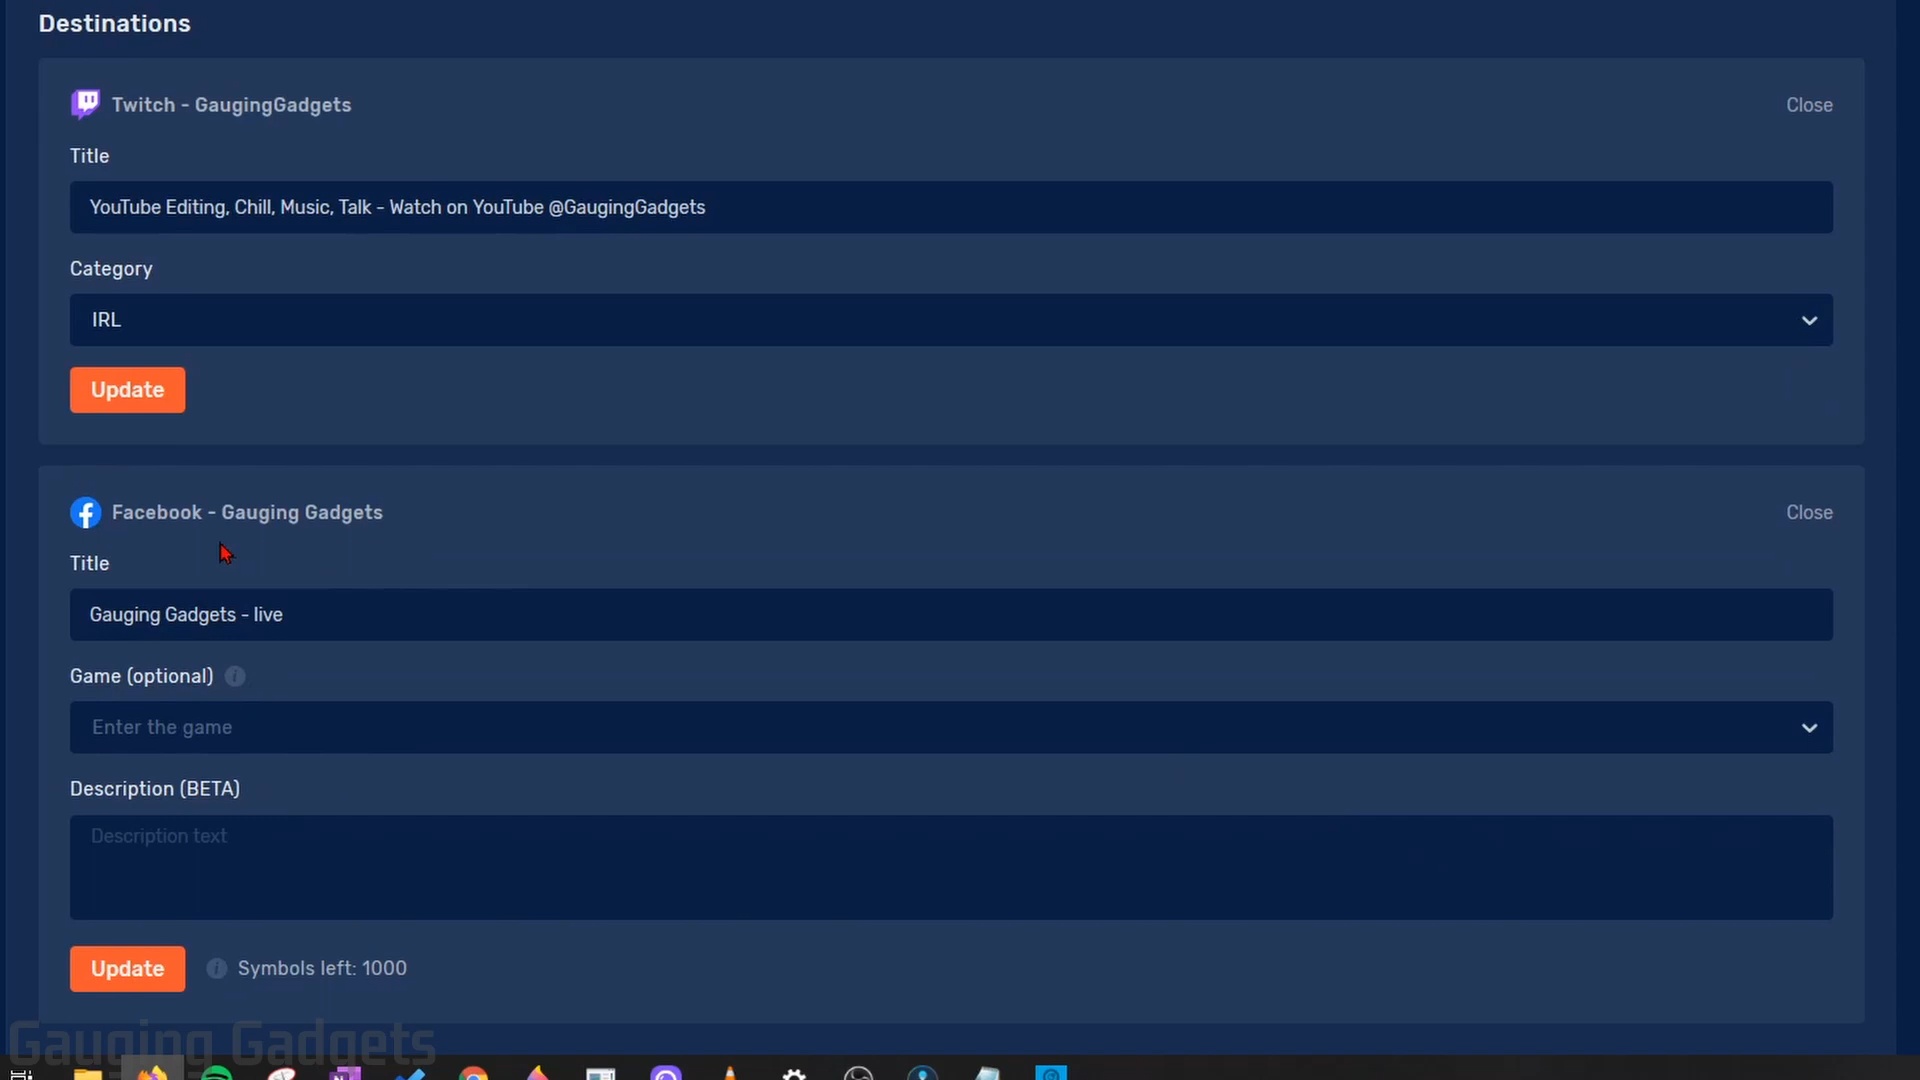 Destinations
Twitch - GaugingGadgets
Close
Title
YouTube Editing, Chill, Music, Talk - Watch on YouTube @GaugingGadgets
Category
IRL
Update
Facebook - Gauging Gadgets
Close
Title
Gauging Gadgets - live
Game (optional)
Enter the game
Description (BETA)
Description text
Update
Symbols left: 1000
Gauging Gadgets